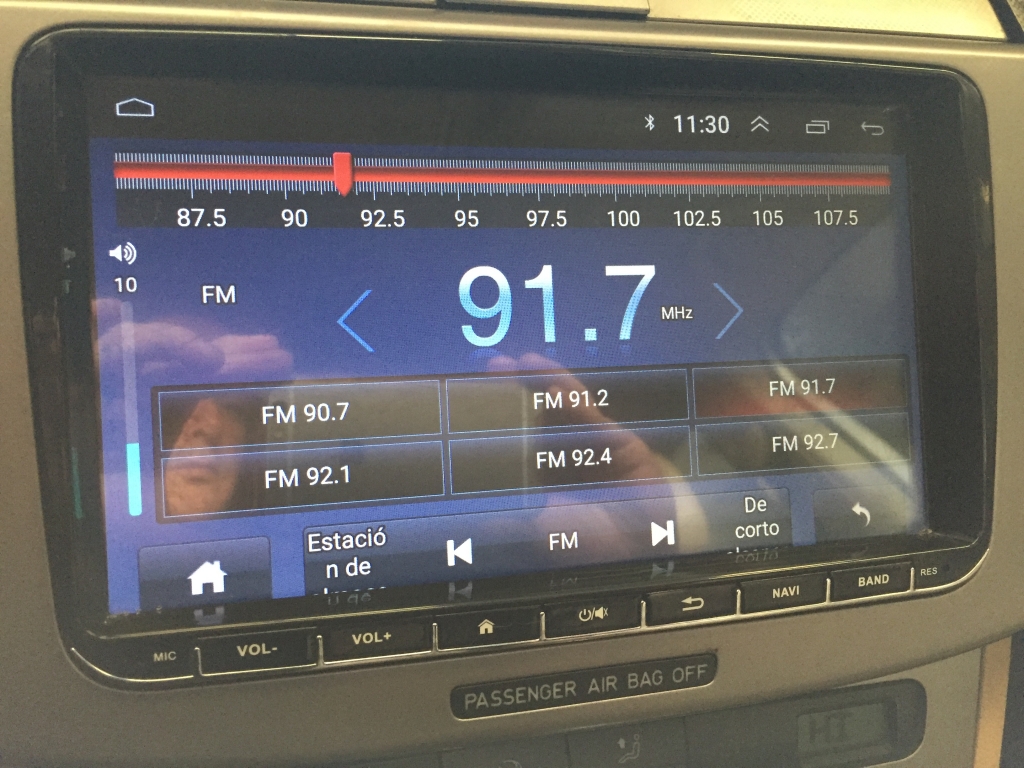 11:30
87.5 90 92.5 95 97.5 100 102.5 105 107.5
10
FM
91.7 MHz
FM 90.7 FM 91.2 FM 91.7
FM 92.1 FM 92.4 FM 92.7
Estació
n de
FM
De
corto
MIC VOL- VOL+ NAVI BAND RES
PASSENGER AIR BAG OFF
HI